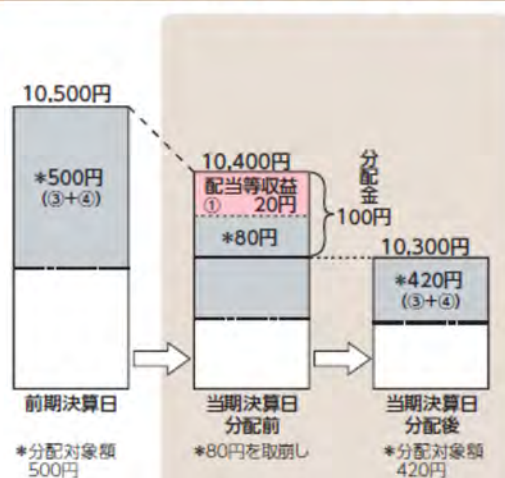 10,500円
*500円
(③+④)
前期決算日
*分配対象額
500円
10,400円
配当等収益
① 20円
*80円
分配金
100円
当期決算日
分配前
*80円を取崩し
10,300円
*420円
(③+④)
当期決算日
分配後
*分配対象額
420円